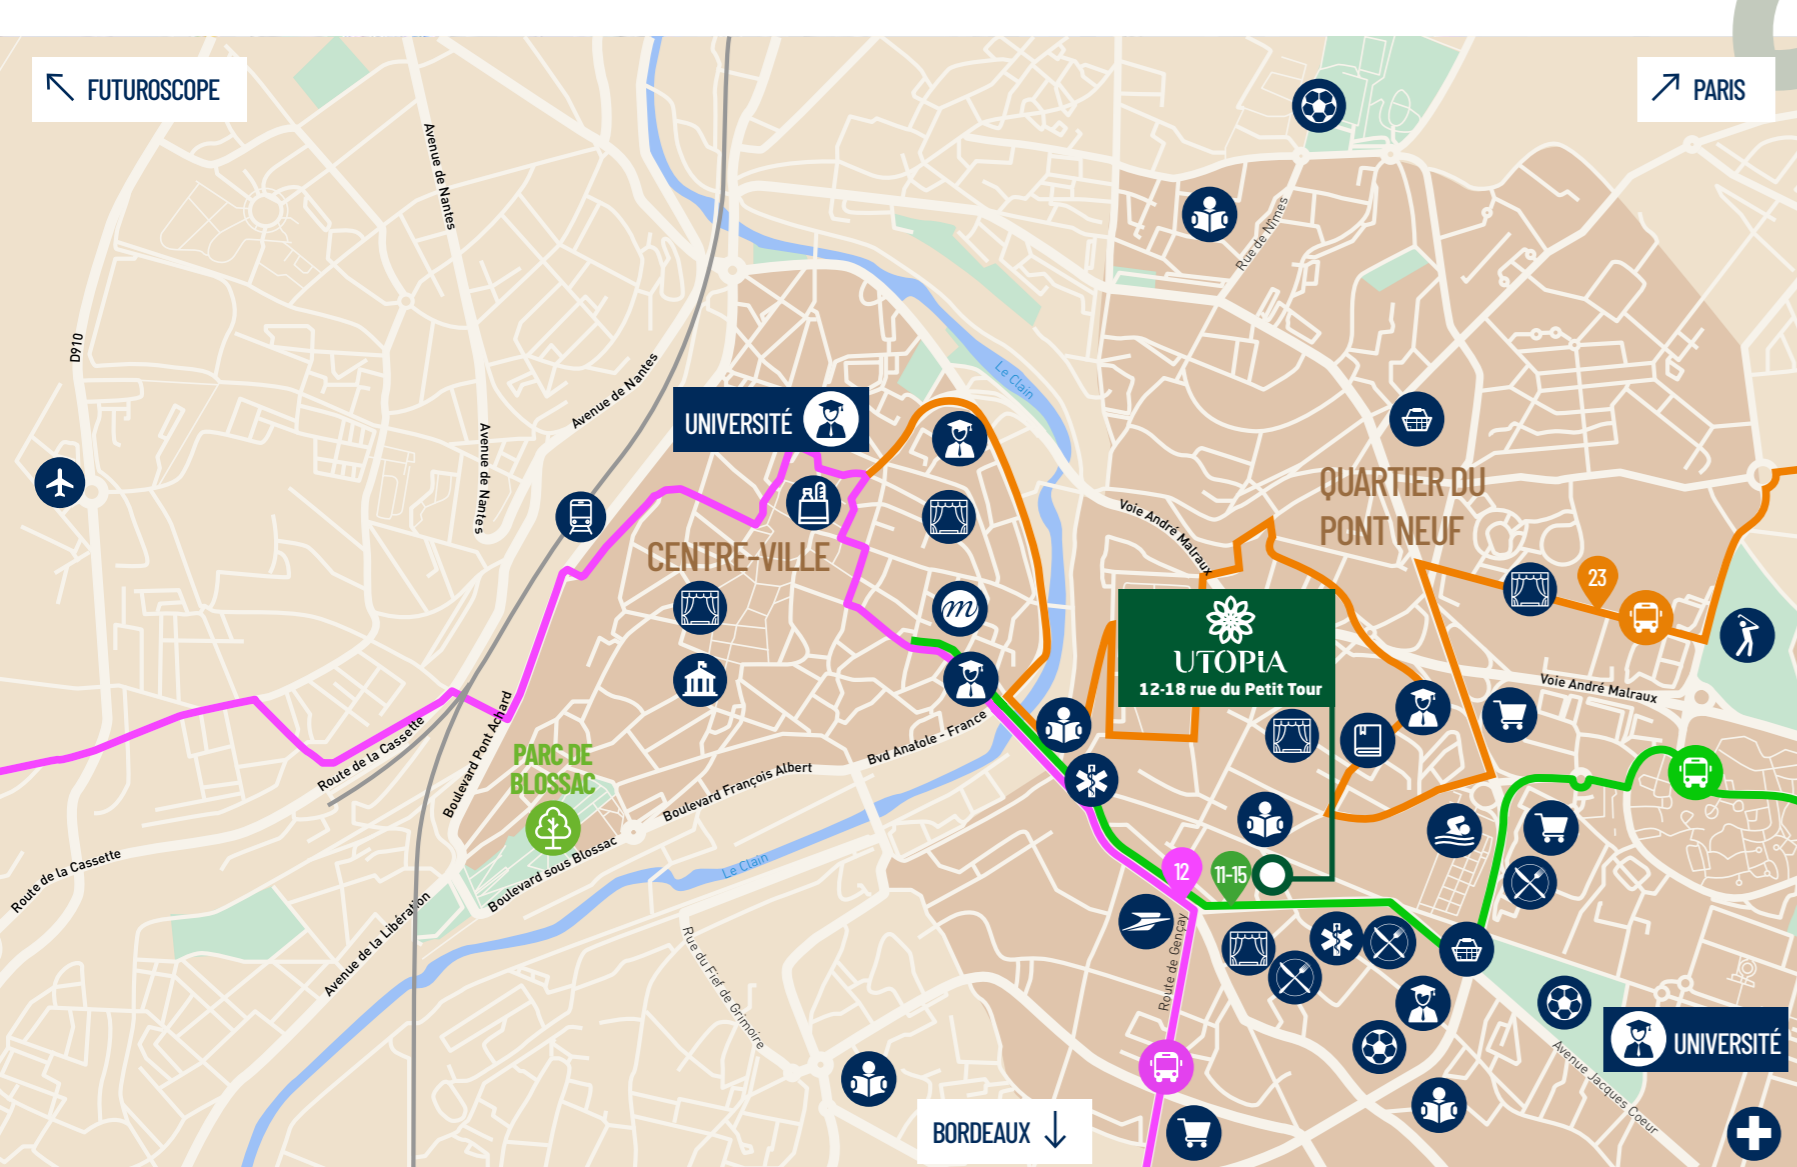 FUTUROSCOPE
PARIS
Avenue de Nantes
Rue de Nîmes
D910
Avenue de Nantes
Le Clain
UNIVERSITÉ
Avenue de Nantes
QUARTIER DU
PONT NEUF
Voie André Malraux
CENTRE-VILLE
23
m
UTOPiA
12-18 rue du Petit Tour
Voie André Malraux
Boulevard Pont Achard
Route de la Cassette
Bvd Anatole - France
PARC DE
BLOSSAC
Boulevard François Albert
Route de la Cassette
Boulevard sous Blossac
Le Clain
12
11-15
Avenue de la Libération
Rue du Fief de Grimoire
Route de Gençay
UNIVERSITÉ
Avenue Jacques Coeur
BORDEAUX